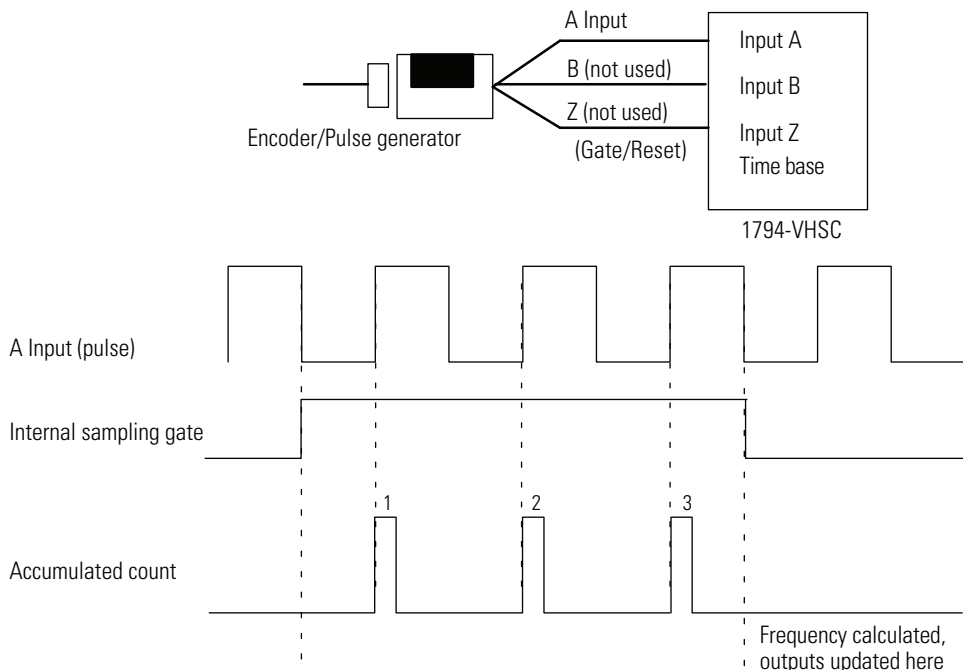 A Input
Input A
B (not used)
Input B
Z (not used)
Input Z
Encoder/Pulse generator
(Gate/Reset)
Time base
1794-VHSC
A Input (pulse)
Internal sampling gate
1
2
3
Accumulated count
Frequency calculated,
outputs updated here